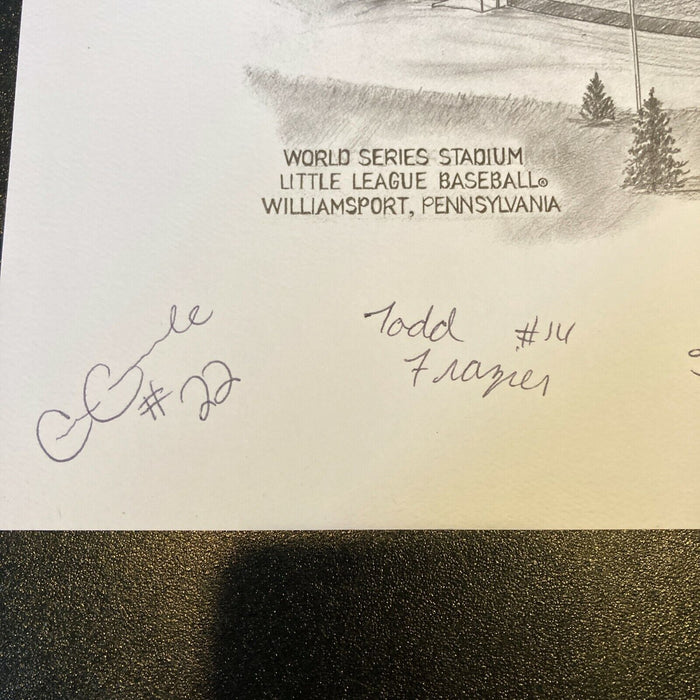 WORLD SERIES STADIUM
LITTLE LEAGUE BASEBALL®
WILLIAMSPORT, PENNSYLVANIA
Todd #14
Frazier
#22